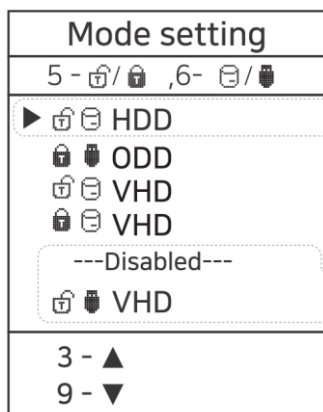 Mode setting
5 - / ,6- /
HDD
ODD
VHD
VHD
---Disabled---
VHD
3 - ▲
9 - ▼